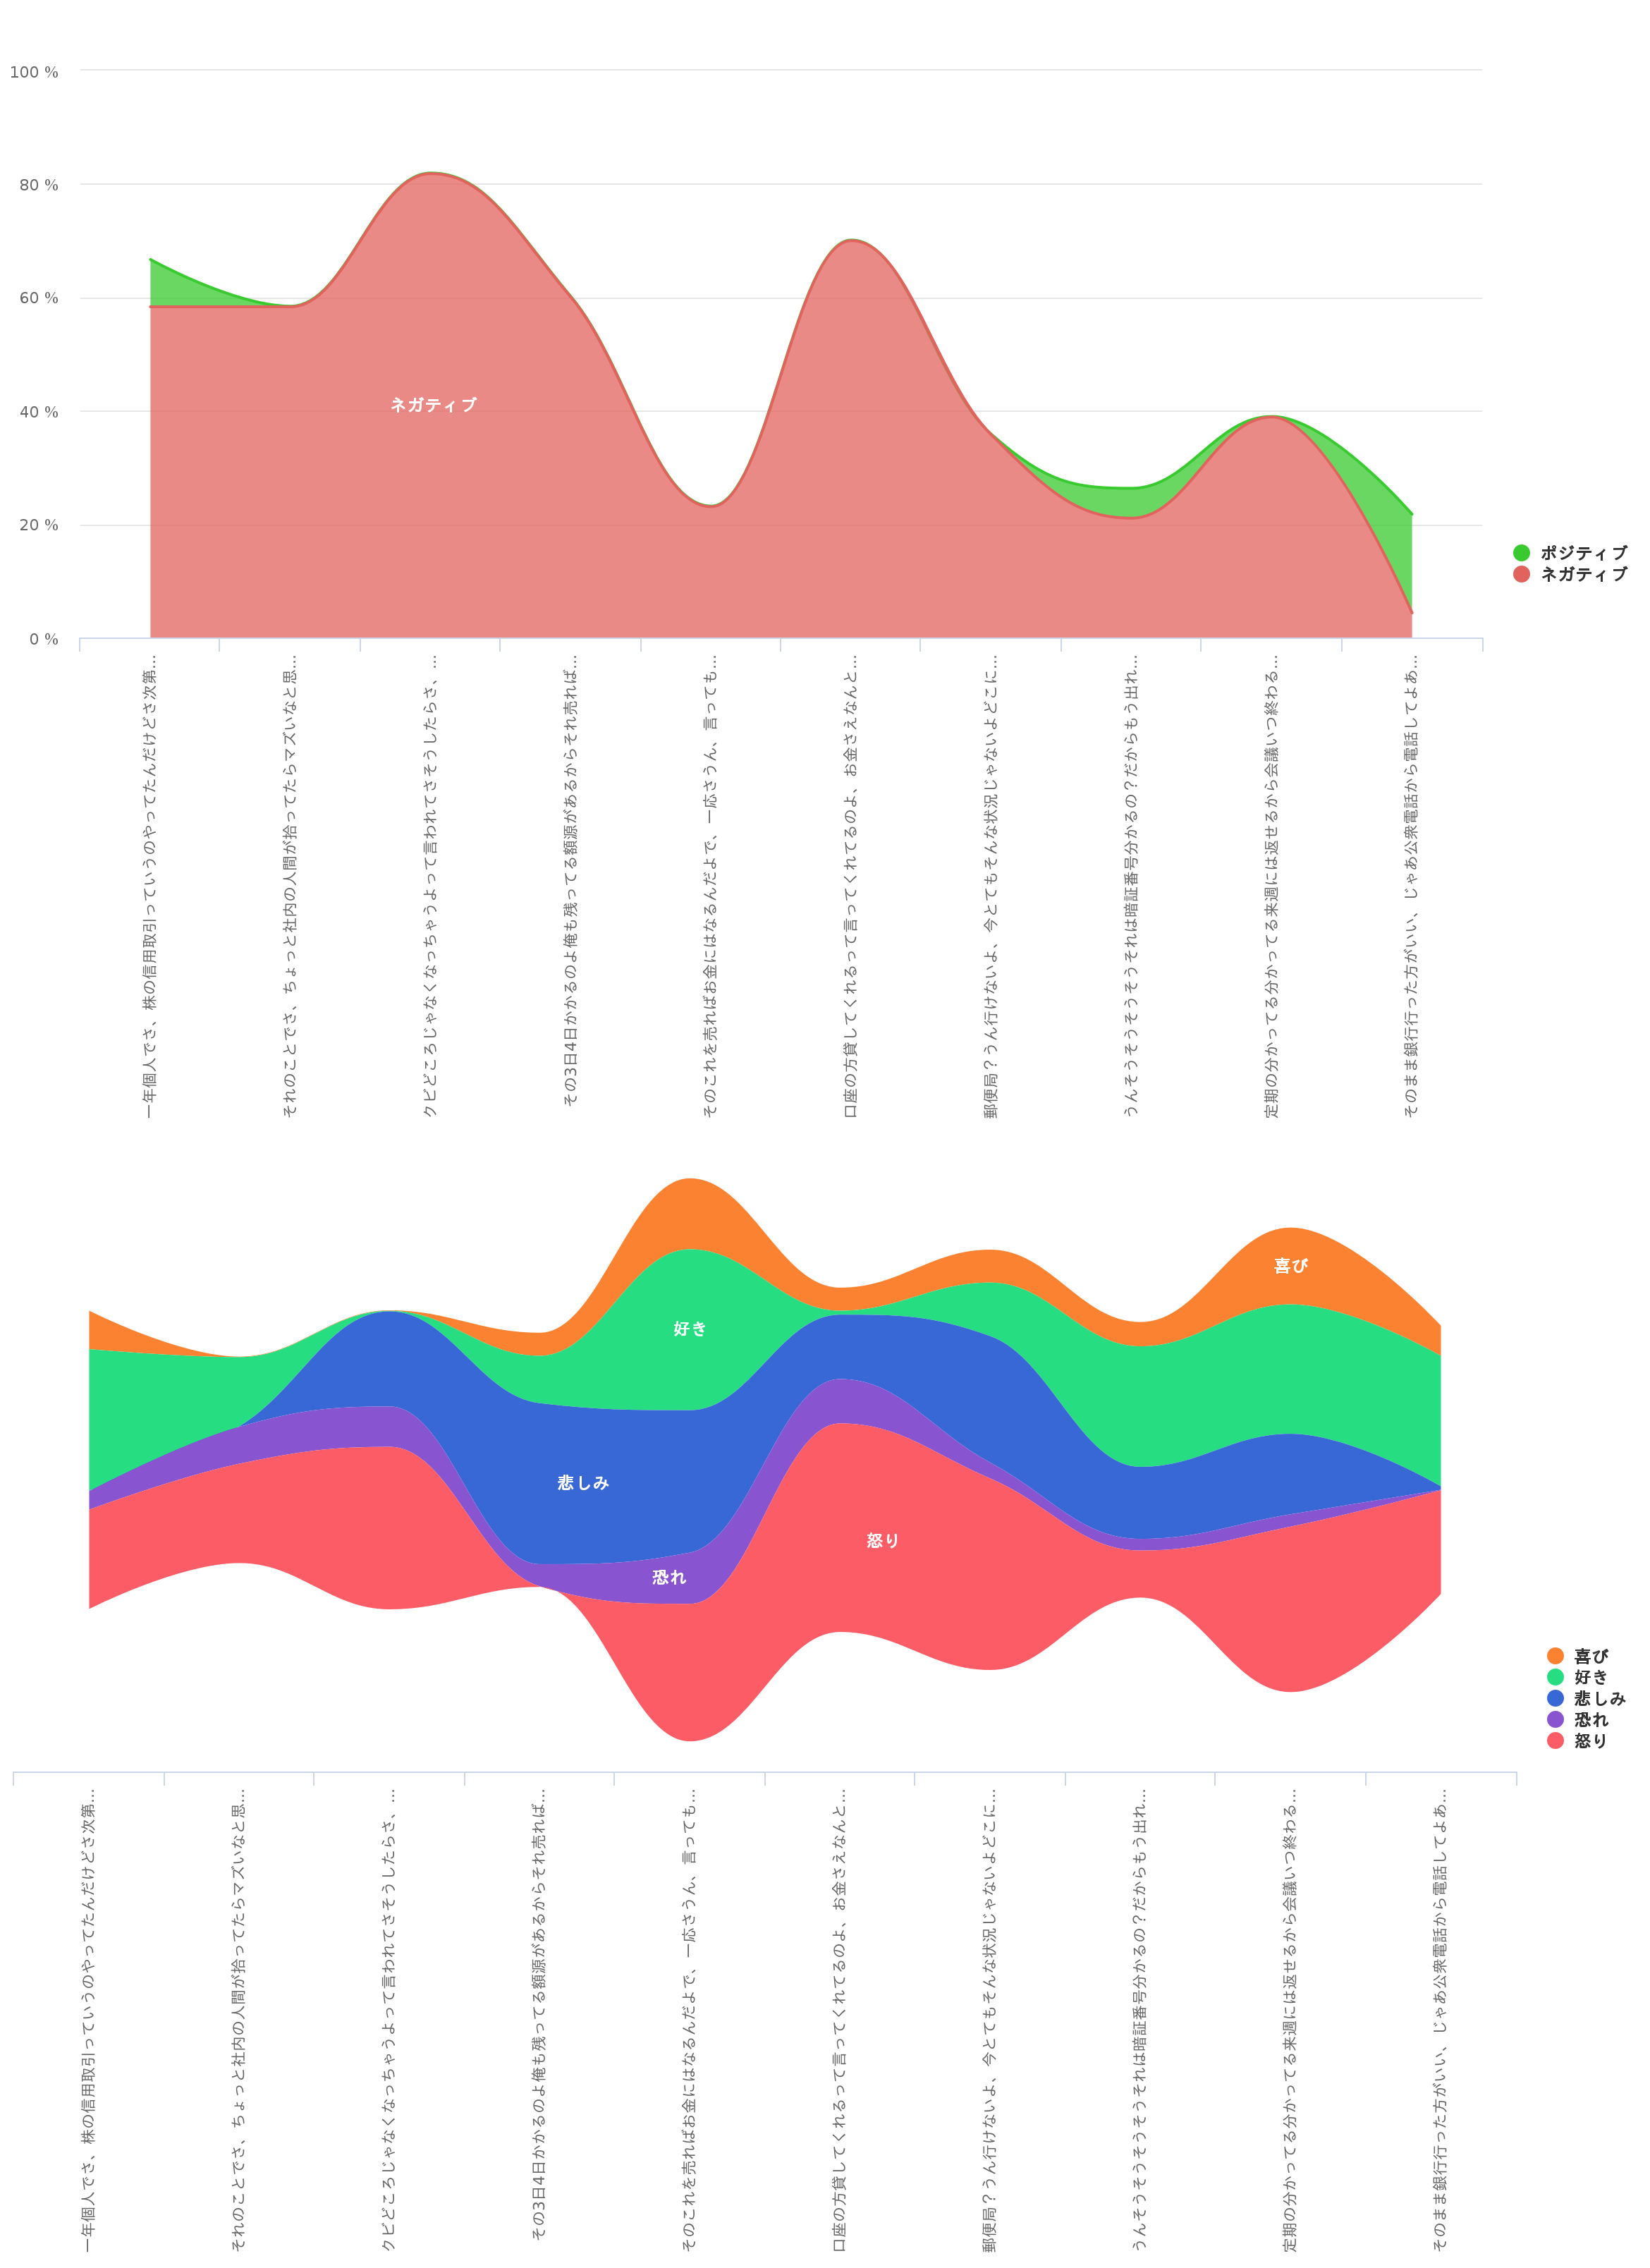 100 %
80 %
60 %
40 %
20 %
0 %
ネガティブ
ポジティブ
ネガティブ
一年個人でさ、株の信用取引っていうのやってたんだけどさ次第…
それのことでさ、ちょっと社内の人間が拾ってたらマズいなと思…
クビどころじゃなくなっちゃうよって言われてさそうしたらさ、…
その3日4日かかるのよ俺も残ってる額源があるからそれ売れば…
そのこれを売ればお金にはなるんだよで、一応さうん、言っても…
口座の方貸してくれるって言ってくれてるのよ、お金さえなんと…
郵便局？うん行けないよ、今とてもそんな状況じゃないよどこに…
うんそうそうそうそうそれは暗証番号分かるの？だからもう出れ…
定期の分かってる分かってる来週には返せるから会議いつ終わる…
そのまま銀行行った方がいい、じゃあ公衆電話から電話してよあ…
喜び
好き
悲しみ
怒り
恐れ
喜び
好き
悲しみ
恐れ
怒り
一年個人でさ、株の信用取引っていうのやってたんだけどさ次第…
それのことでさ、ちょっと社内の人間が拾ってたらマズいなと思…
クビどころじゃなくなっちゃうよって言われてさそうしたらさ、…
その3日4日かかるのよ俺も残ってる額源があるからそれ売れば…
そのこれを売ればお金にはなるんだよで、一応さうん、言っても…
口座の方貸してくれるって言ってくれてるのよ、お金さえなんと…
郵便局？うん行けないよ、今とてもそんな状況じゃないよどこに…
うんそうそうそうそうそれは暗証番号分かるの？だからもう出れ…
定期の分かってる分かってる来週には返せるから会議いつ終わる…
そのまま銀行行った方がいい、じゃあ公衆電話から電話してよあ…